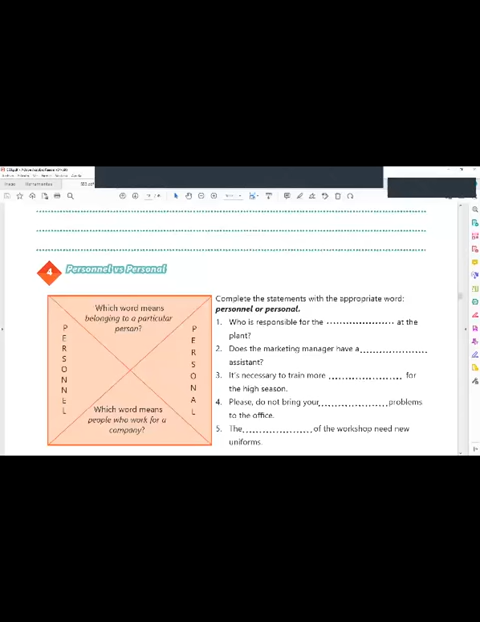 4 Personnel vs Personal
Which word means
belonging to a particular
person?
PERSONNEL
PERSONAL
Which word means
people who work for a
company?
Complete the statements with the appropriate word:
personnel or personal.
1. Who is responsible for the .................... at the
plant?
2. Does the marketing manager have a....................
assistant?
3. It's necessary to train more .................... for
the high season.
4. Please, do not bring your....................problems
to the office.
5. The.................... of the workshop need new
uniforms.